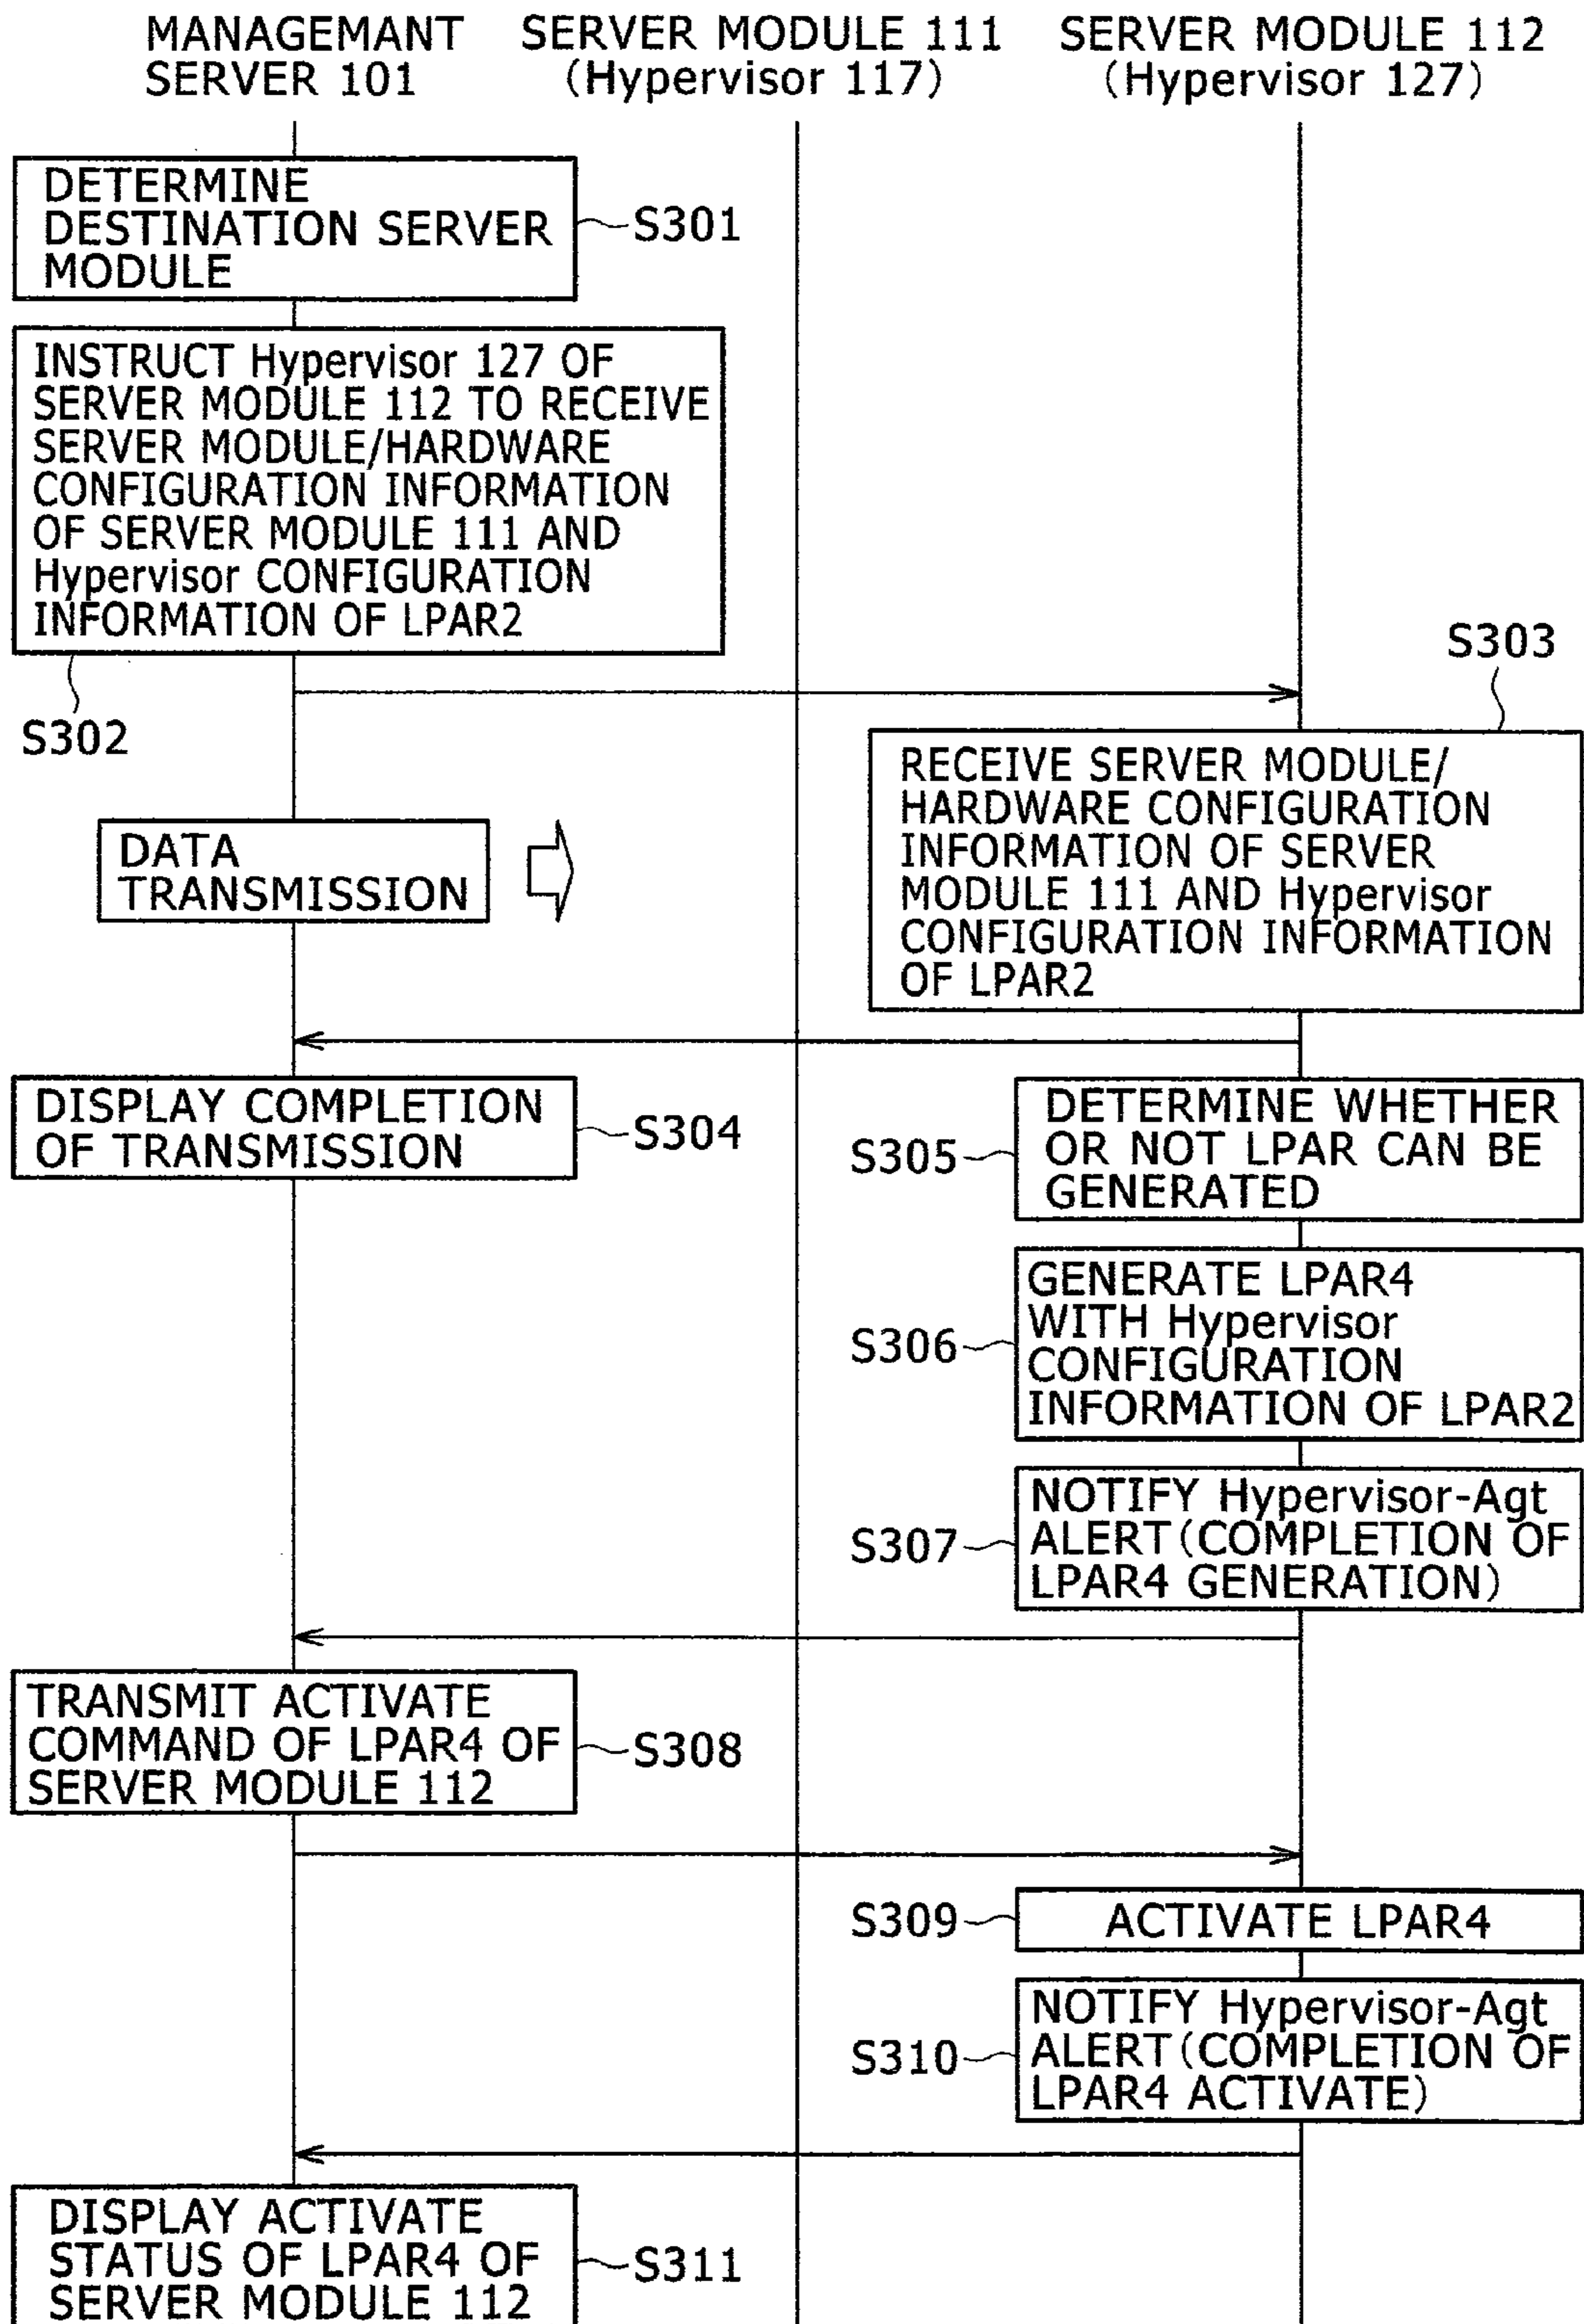 MANAGEMANT
SERVER 101
SERVER MODULE 111
(Hypervisor 117)
SERVER MODULE 112
(Hypervisor 127)
DETERMINE
DESTINATION SERVER
MODULE
S301
INSTRUCT Hypervisor 127 OF
SERVER MODULE 112 TO RECEIVE
SERVER MODULE/HARDWARE
CONFIGURATION INFORMATION
OF SERVER MODULE 111 AND
Hypervisor CONFIGURATION
INFORMATION OF LPAR2
S302
S303
RECEIVE SERVER MODULE/
HARDWARE CONFIGURATION
INFORMATION OF SERVER
MODULE 111 AND Hypervisor
CONFIGURATION INFORMATION
OF LPAR2
DATA
TRANSMISSION
DISPLAY COMPLETION
OF TRANSMISSION
S304
S305
DETERMINE WHETHER
OR NOT LPAR CAN BE
GENERATED
S306
GENERATE LPAR4
WITH Hypervisor
CONFIGURATION
INFORMATION OF LPAR2
S307
NOTIFY Hypervisor-Agt
ALERT(COMPLETION OF
LPAR4 GENERATION)
TRANSMIT ACTIVATE
COMMAND OF LPAR4 OF
SERVER MODULE 112
S308
S309
ACTIVATE LPAR4
S310
NOTIFY Hypervisor-Agt
ALERT(COMPLETION OF
LPAR4 ACTIVATE)
DISPLAY ACTIVATE
STATUS OF LPAR4 OF
SERVER MODULE 112
S311